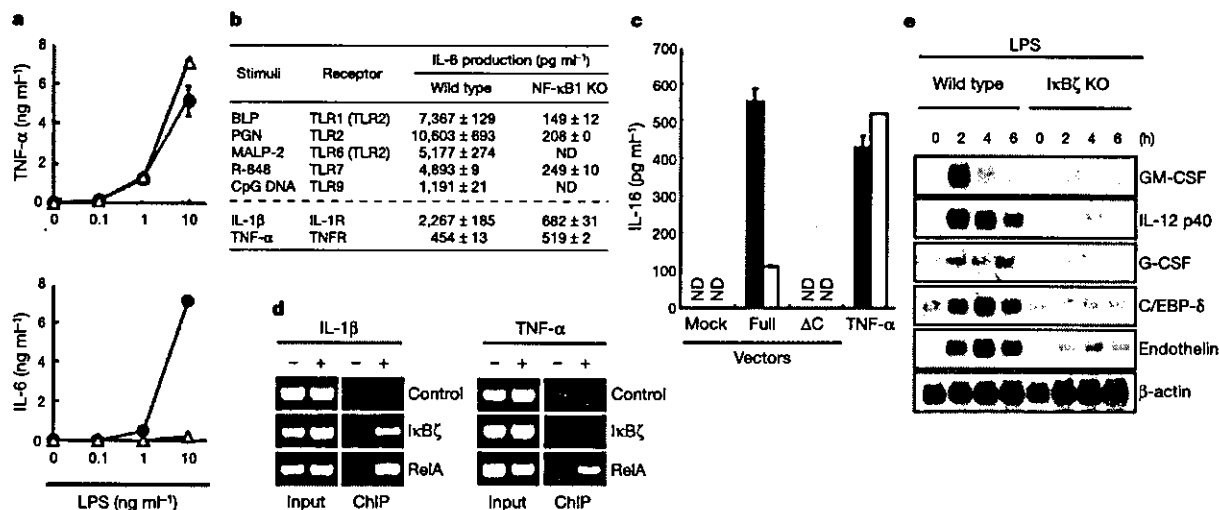 a
TNF-α (ng ml⁻¹)
8
6
4
2
0
0 0.1 1 10
IL-6 (ng ml⁻¹)
8
6
4
2
0
0 0.1 1 10
LPS (ng ml⁻¹)
b
Stimuli Receptor IL-6 production (pg ml⁻¹)
Wild type NF-κB1 KO
BLP TLR1 (TLR2) 7,367 ± 129 149 ± 12
PGN TLR2 10,603 ± 693 208 ± 0
MALP-2 TLR6 (TLR2) 5,177 ± 274 ND
R-848 TLR7 4,893 ± 9 249 ± 10
CpG DNA TLR9 1,191 ± 21 ND
IL-1β IL-1R 2,267 ± 185 682 ± 31
TNF-α TNFR 454 ± 13 519 ± 2
c
IL-16 (pg ml⁻¹)
700
600
500
400
300
200
100
0
ND ND ND ND
Mock Full ΔC TNF-α
Vectors
d
IL-1β TNF-α
– + – + – + – +
Control Control
IκBζ IκBζ
RelA RelA
Input ChIP Input ChIP
e
LPS
Wild type IκBζ KO
0 2 4 6 0 2 4 6 (h)
GM-CSF
IL-12 p40
G-CSF
C/EBP-δ
Endothelin
β-actin